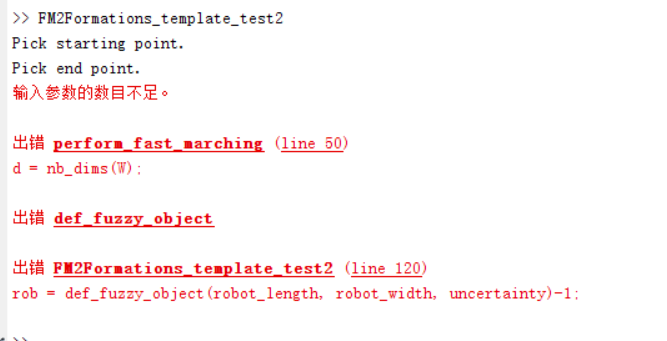 >> FM2Formations_template_test2
Pick starting point.
Pick end point.
输入参数的数目不足。
出错 perform_fast_marching (line 50)
d = nb_dims(W);
出错 def_fuzzy_object
出错 FM2Formations_template_test2 (line 120)
rob = def_fuzzy_object(robot_length, robot_width, uncertainty)-1;
>>